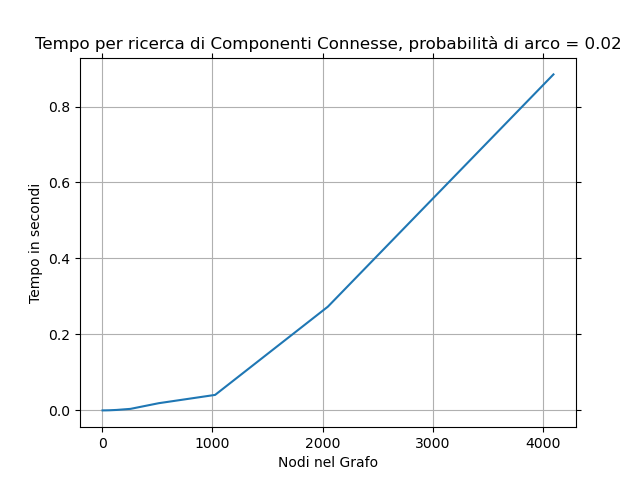 Tempo per ricerca di Componenti Connesse, probabilità di arco = 0.02
0.8
0.6
0.4
0.2
0.0
Tempo in secondi
0 1000 2000 3000 4000
Nodi nel Grafo